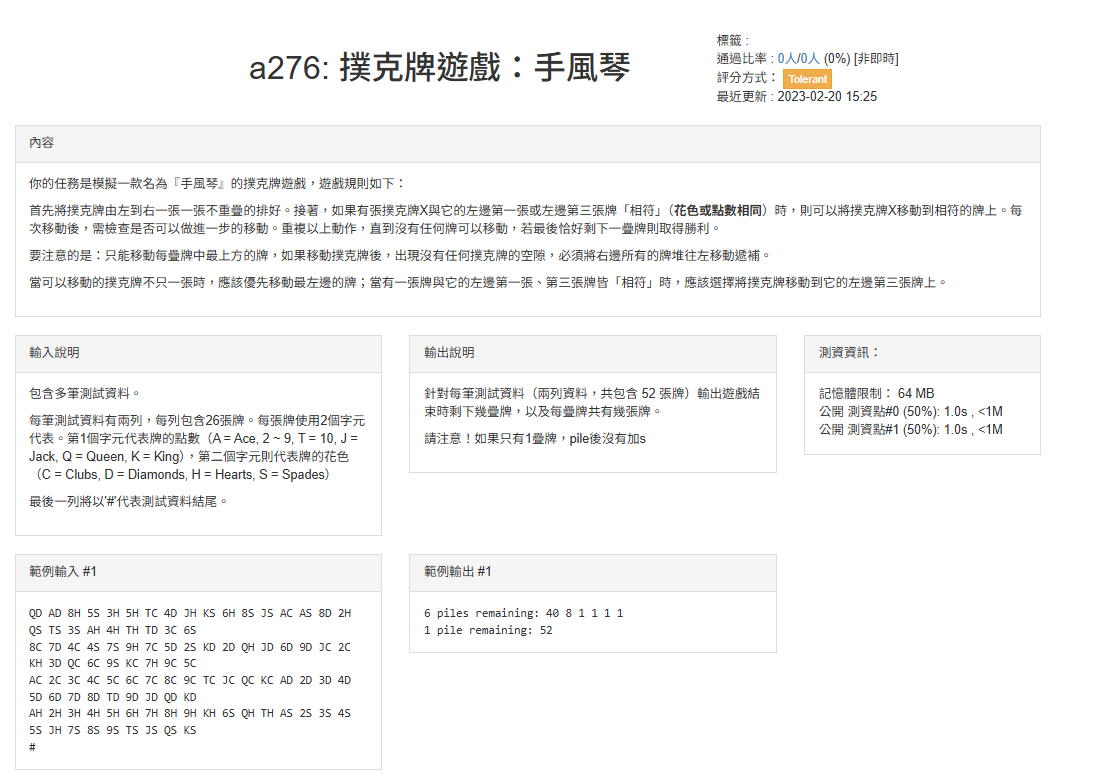 a276: 撲克牌遊戲：手風琴
標籤 :
通過比率 : 0人/0人 (0%) [非即時]
評分方式： Tolerant
最近更新 : 2023-02-20 15:25
內容
你的任務是模擬一款名為『手風琴』的撲克牌遊戲，遊戲規則如下：
首先將撲克牌由左到右一張一張不重疊的排好。接著，如果有張撲克牌X與它的左邊第一張或左邊第三張牌「相符」（花色或點數相同）時，則可以將撲克牌X移動到相符的牌上。每
次移動後，需檢查是否可以做進一步的移動。重複以上動作，直到沒有任何牌可以移動，若最後恰好剩下一疊牌則取得勝利。
要注意的是：只能移動每疊牌中最上方的牌，如果移動撲克牌後，出現沒有任何撲克牌的空隙，必須將右邊所有的牌堆往左移動遞補。
當可以移動的撲克牌不只一張時，應該優先移動最左邊的牌；當有一張牌與它的左邊第一張、第三張牌皆「相符」時，應該選擇將撲克牌移動到它的左邊第三張牌上。
輸入說明
包含多筆測試資料。
每筆測試資料有兩列，每列包含26張牌。每張牌使用2個字元
代表。第1個字元代表牌的點數（A = Ace, 2 ~ 9, T = 10, J =
Jack, Q = Queen, K = King），第二個字元則代表牌的花色
（C = Clubs, D = Diamonds, H = Hearts, S = Spades）
最後一列將以'#'代表測試資料結尾。
輸出說明
針對每筆測試資料（兩列資料，共包含 52 張牌）輸出遊戲結
束時剩下幾疊牌，以及每疊牌共有幾張牌。
請注意！如果只有1疊牌，pile後沒有加s
測資資訊：
記憶體限制： 64 MB
公開 測資點#0 (50%): 1.0s , <1M
公開 測資點#1 (50%): 1.0s , <1M
範例輸入 #1
QD AD 8H 5S 3H 5H TC 4D JH KS 6H 8S JS AC AS 8D 2H
QS TS 3S AH 4H TH TD 3C 6S
8C 7D 4C 4S 7S 9H 7C 5D 2S KD 2D QH JD 6D 9D JC 2C
KH 3D QC 6C 9S KC 7H 9C 5C
AC 2C 3C 4C 5C 6C 7C 8C 9C TC JC QC KC AD 2D 3D 4D
5D 6D 7D 8D TD 9D JD QD KD
AH 2H 3H 4H 5H 6H 7H 8H 9H KH 6S QH TH AS 2S 3S 4S
5S JH 7S 8S 9S TS JS QS KS
#
範例輸出 #1
6 piles remaining: 40 8 1 1 1 1
1 pile remaining: 52